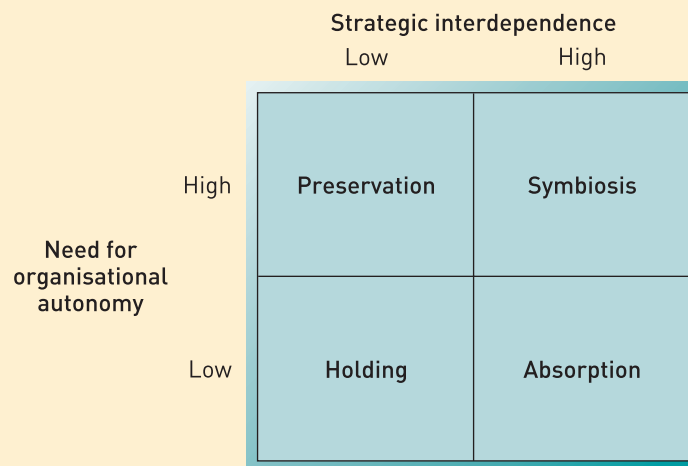 Strategic interdependence
Low High
High Preservation Symbiosis
Need for
organisational
autonomy
Low Holding Absorption